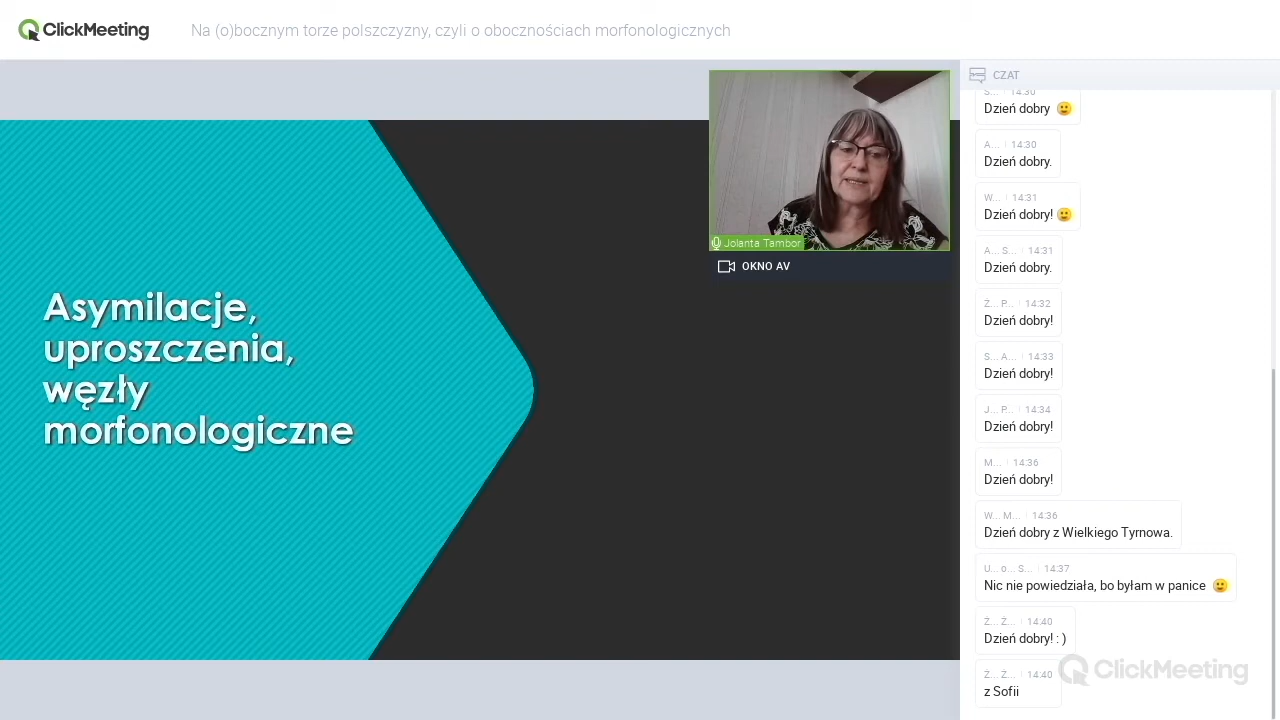 ClickMeeting
Na (o)bocznym torze polszczyzny, czyli o obocznościach morfonologicznych
Asymilacje,
uproszczenia,
węzły
morfonologiczne
Jolanta Tambor
OKNO AV
CZAT
S... 14:30
Dzień dobry 🙂
A... 14:30
Dzień dobry.
W... 14:31
Dzień dobry! 🙂
A... S... 14:31
Dzień dobry.
Ż... P... 14:32
Dzień dobry!
S... A... 14:33
Dzień dobry!
J... P... 14:34
Dzień dobry!
M... 14:36
Dzień dobry!
W... M... 14:36
Dzień dobry z Wielkiego Tyrnowa.
U... o... S... 14:37
Nic nie powiedziała, bo byłam w panice 🙂
Ż... Ż... 14:40
Dzień dobry! : )
Ż... Ż... 14:40
z Sofii
ClickMeeting